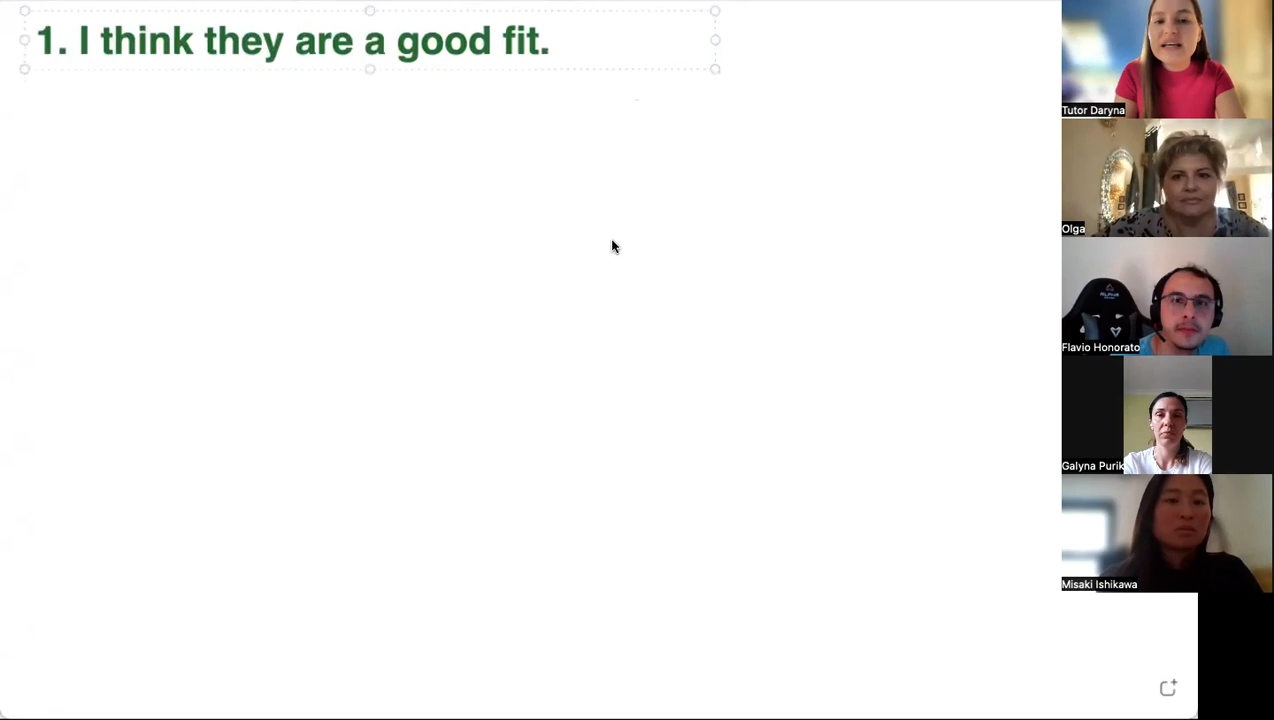 1. I think they are a good fit.
Tutor Daryna
Olga
Flavio Honorato
Galyna Purik
Misaki Ishikawa